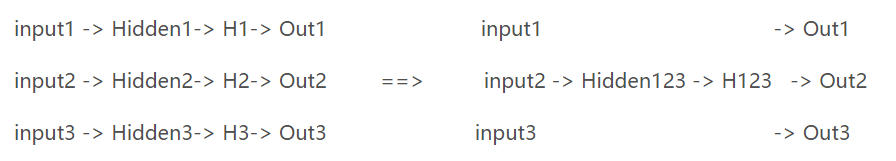 input1 -> Hidden1-> H1-> Out1 input1 -> Out1
input2 -> Hidden2-> H2-> Out2 ==> input2 -> Hidden123 -> H123 -> Out2
input3 -> Hidden3-> H3-> Out3 input3 -> Out3